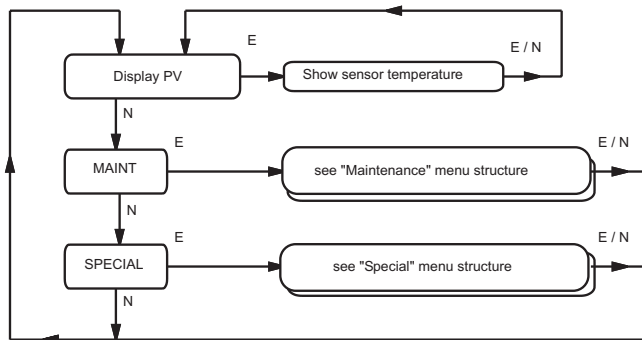 E
E / N
Display PV
Show sensor temperature
N
E
E / N
MAINT
see "Maintenance" menu structure
N
E
E / N
SPECIAL
see "Special" menu structure
N